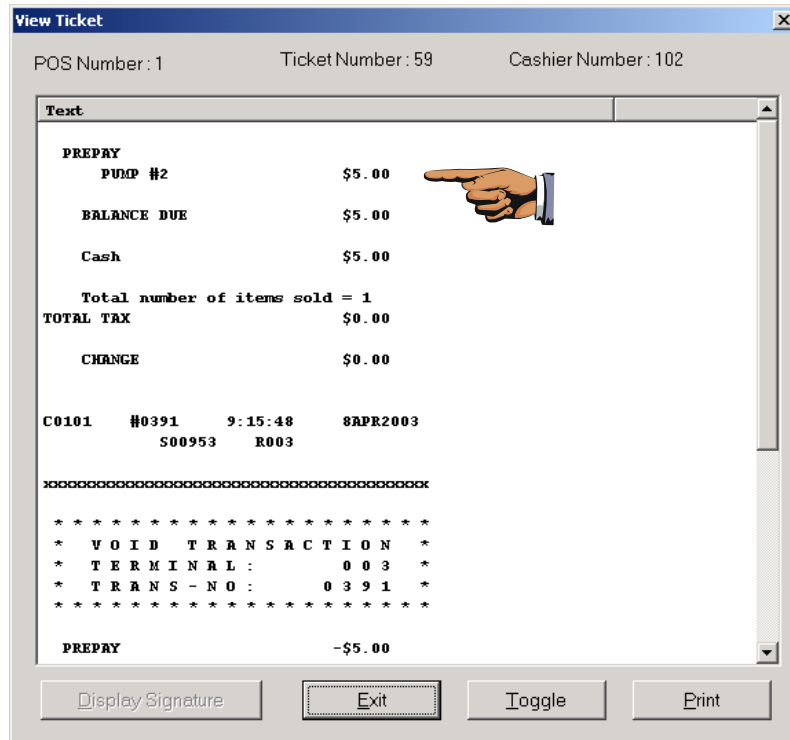 View Ticket
POS Number : 1 Ticket Number : 59 Cashier Number : 102
Text
PREPAY
PUMP #2 $5.00
BALANCE DUE $5.00
Cash $5.00
Total number of items sold = 1
TOTAL TAX $0.00
CHANGE $0.00
C0101 #0391 9:15:48 8APR2003
S00953 R003
xxxxxxxxxxxxxxxxxxxxxxxxxxxxxxxxxxxxxxxx
* * * * * * * * * * * * * * * * * * * *
* V O I D T R A N S A C T I O N *
* T E R M I N A L : 0 0 3 *
* T R A N S - N O : 0 3 9 1 *
* * * * * * * * * * * * * * * * * * * *
PREPAY -$5.00
Display Signature Exit Toggle Print